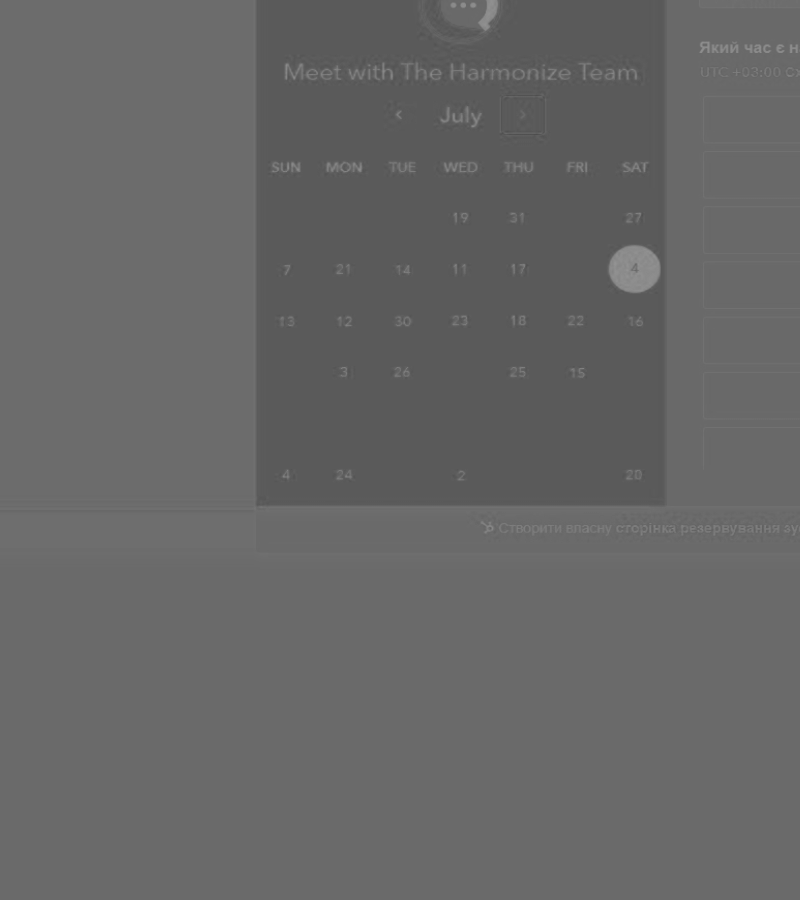 Meet with The Harmonize Team
‹ July ›
SUN MON TUE WED THU FRI SAT
19 31 27
7 21 14 11 17 4
13 12 30 23 18 22 16
3 26 25 15
4 24 2 20
Який час є
UTC +03:00
Створити власну сторінка резервування